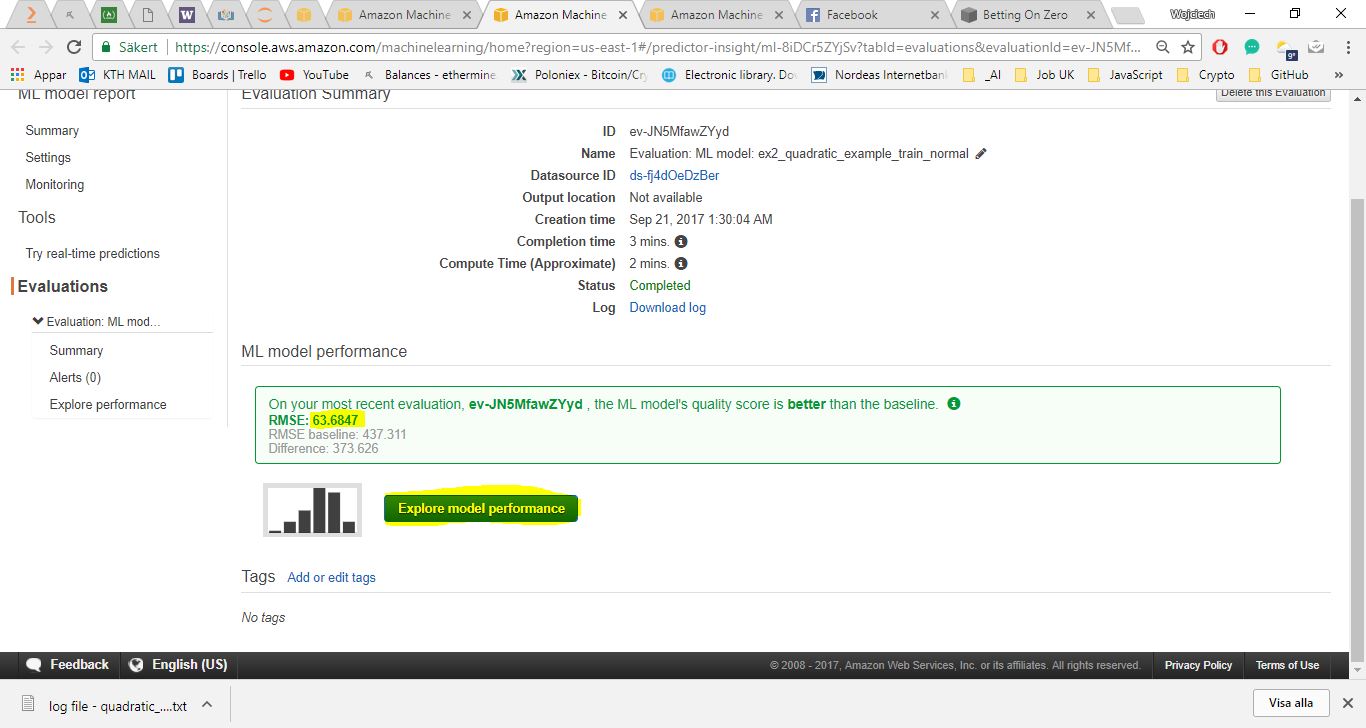 Amazon Machine
Amazon Machine
Amazon Machine
Facebook
Betting On Zero
Wojciech
Säkert
https://console.aws.amazon.com/machinelearning/home?region=us-east-1#/predictor-insight/ml-8iDCr5ZYjSv?tabId=evaluations&evaluationId=ev-JN5Mf...
9°
Appar
KTH MAIL
Boards | Trello
YouTube
Balances - ethermine
Poloniex - Bitcoin/Cry
Electronic library. Do
Nordeas Internetban
_AI
Job UK
JavaScript
Crypto
GitHub
»
ML model report
Summary
Settings
Monitoring
Tools
Try real-time predictions
Evaluations
Evaluation: ML mod…
Summary
Alerts (0)
Explore performance
Evaluation Summary
Delete this Evaluation
ID ev-JN5MfawZYyd
Name Evaluation: ML model: ex2_quadratic_example_train_normal
Datasource ID ds-fj4dOeDzBer
Output location Not available
Creation time Sep 21, 2017 1:30:04 AM
Completion time 3 mins.
Compute Time (Approximate) 2 mins.
Status Completed
Log Download log
ML model performance
On your most recent evaluation, ev-JN5MfawZYyd , the ML model's quality score is better than the baseline.
RMSE: 63.6847
RMSE baseline: 437.311
Difference: 373.626
Explore model performance
Tags Add or edit tags
No tags
Feedback
English (US)
© 2008 - 2017, Amazon Web Services, Inc. or its affiliates. All rights reserved.
Privacy Policy
Terms of Use
log file - quadratic_....txt
Visa alla